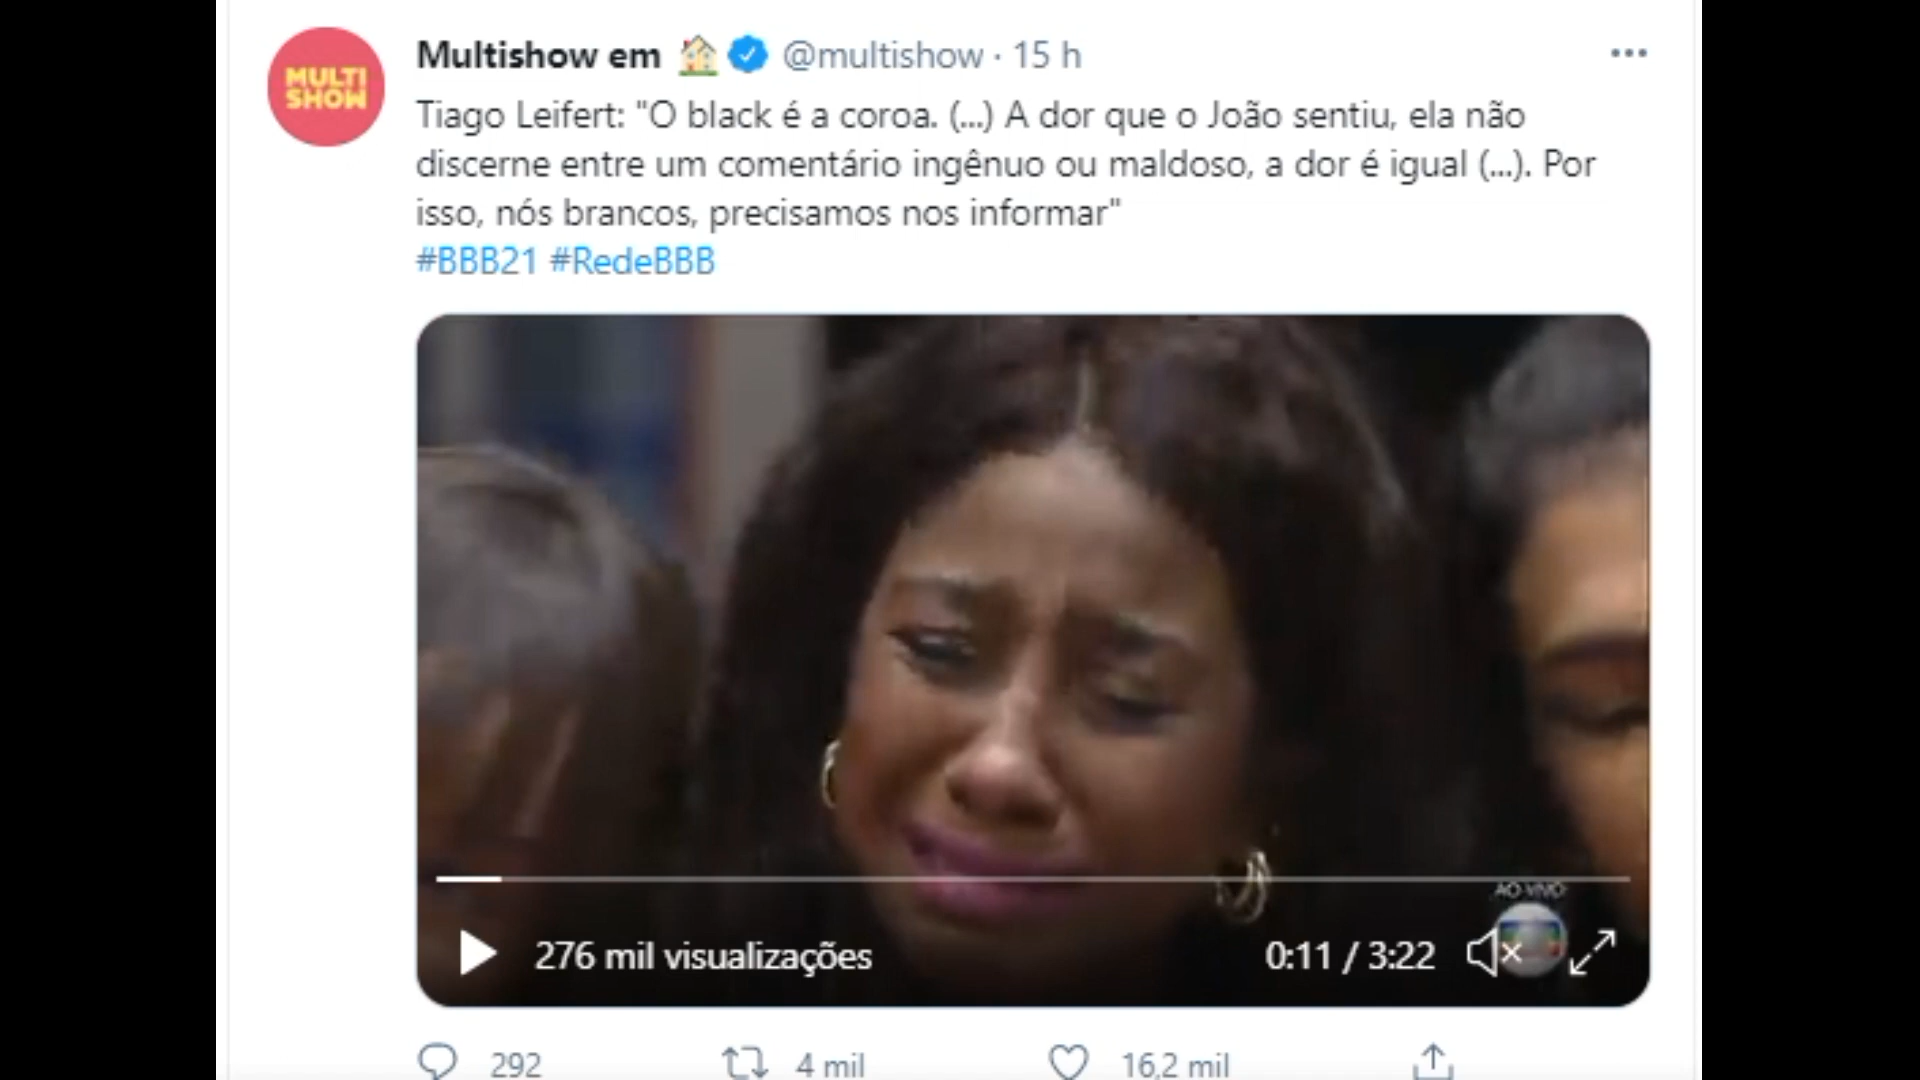 MULTI
SHOW
Multishow em @multishow · 15 h
Tiago Leifert: "O black é a coroa. (...) A dor que o João sentiu, ela não
discerne entre um comentário ingênuo ou maldoso, a dor é igual (...). Por
isso, nós brancos, precisamos nos informar"
#BBB21 #RedeBBB
AO VIVO
276 mil visualizações 0:11 / 3:22
292 4 mil 16,2 mil